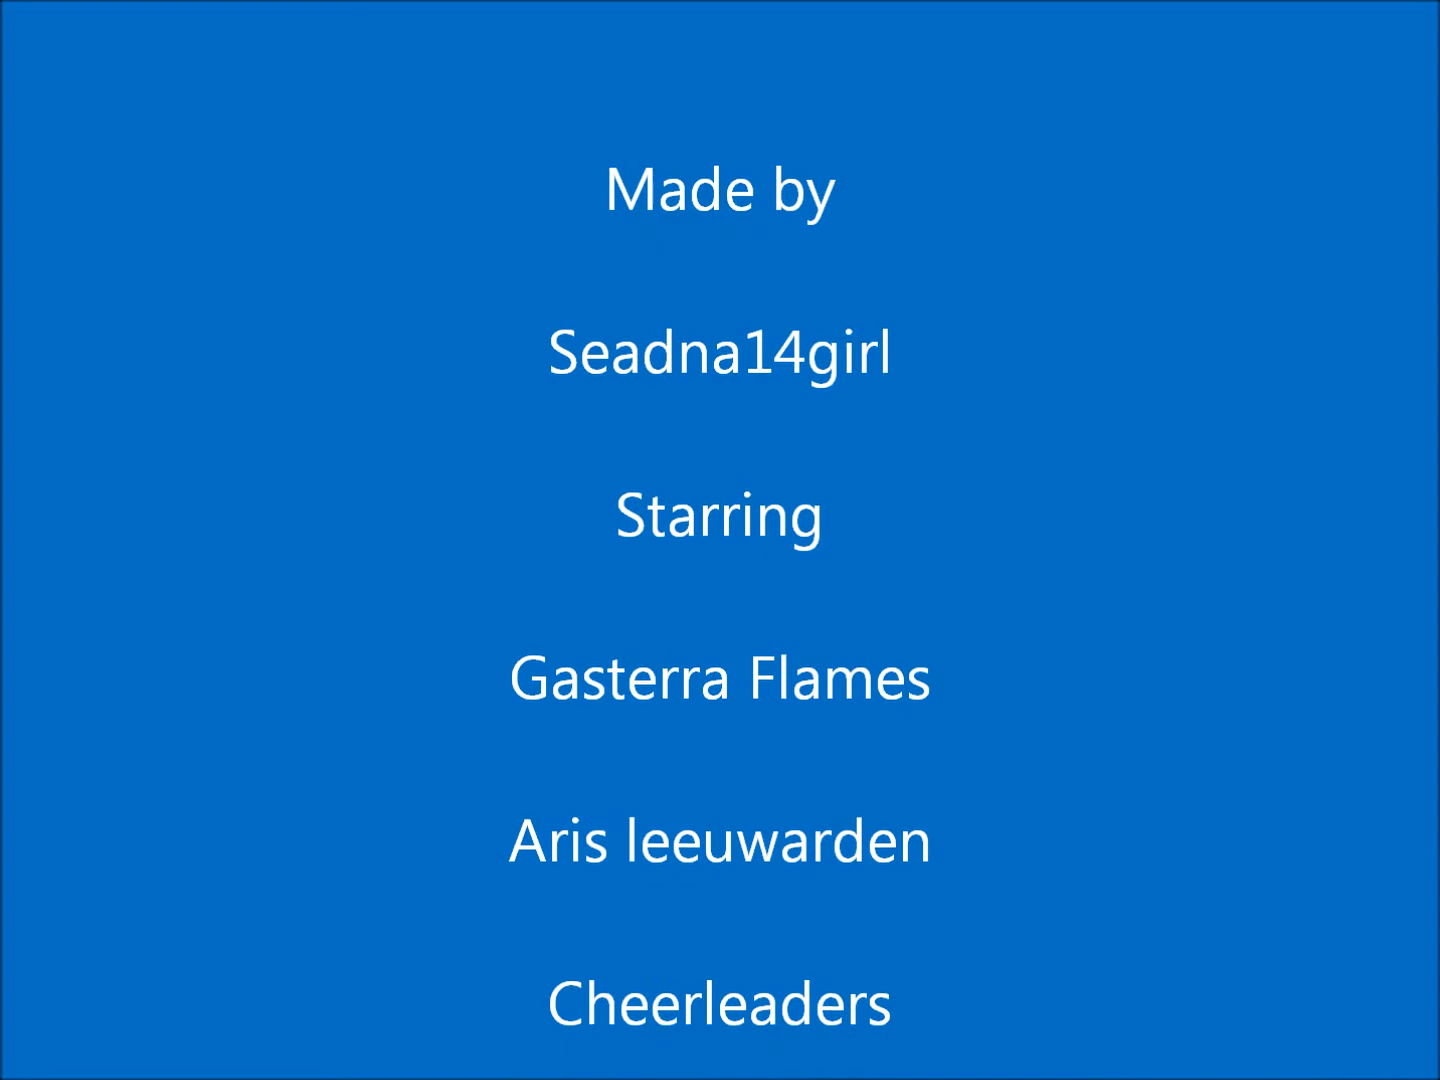 Made by
Seadna14girl
Starring
Gasterra Flames
Aris leeuwarden
Cheerleaders